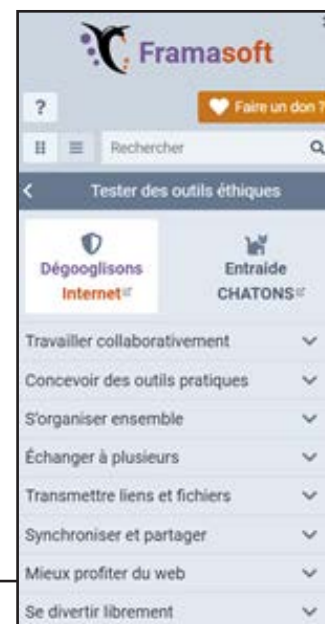 Framasoft
?
Faire un don ?
Rechercher
Tester des outils éthiques
Dégooglisons
Internet
Entraide
CHATONS
Travailler collaborativement
Concevoir des outils pratiques
S'organiser ensemble
Échanger à plusieurs
Transmettre liens et fichiers
Synchroniser et partager
Mieux profiter du web
Se divertir librement